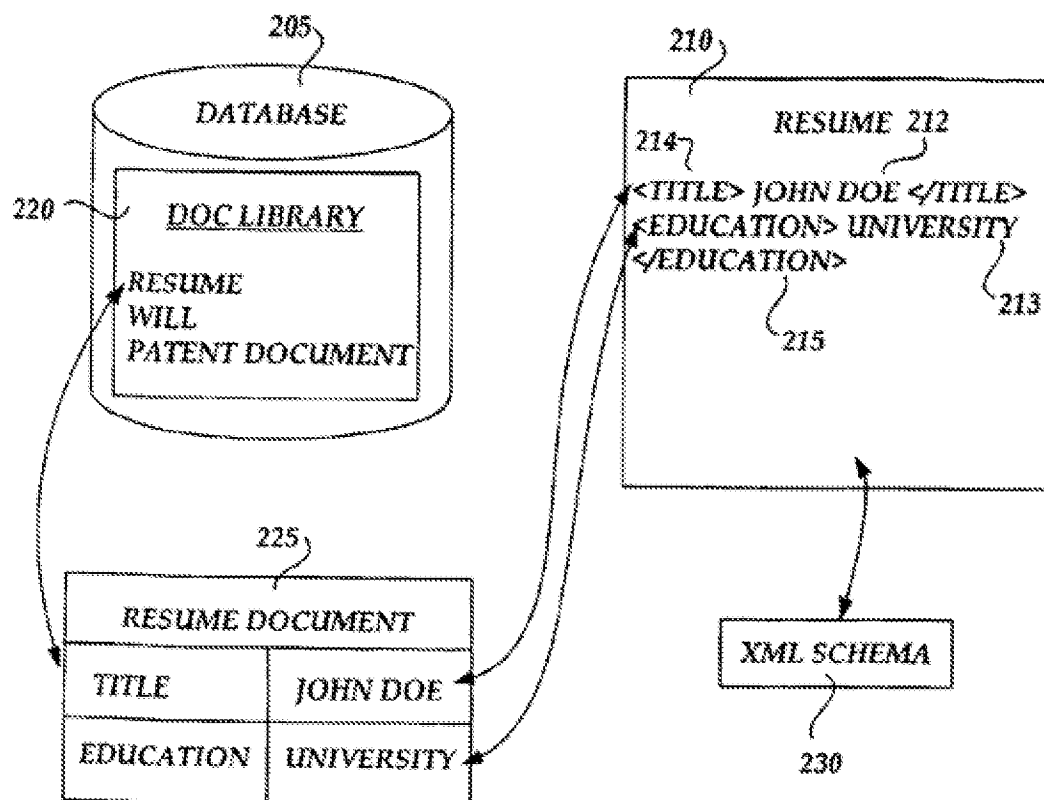 205
DATABASE
220
DOC LIBRARY
RESUME
WILL
PATENT DOCUMENT
210
RESUME 212
214
<TITLE> JOHN DOE </TITLE>
<EDUCATION> UNIVERSITY
</EDUCATION>
213
215
225
RESUME DOCUMENT
TITLE JOHN DOE
EDUCATION UNIVERSITY
XML SCHEMA
230